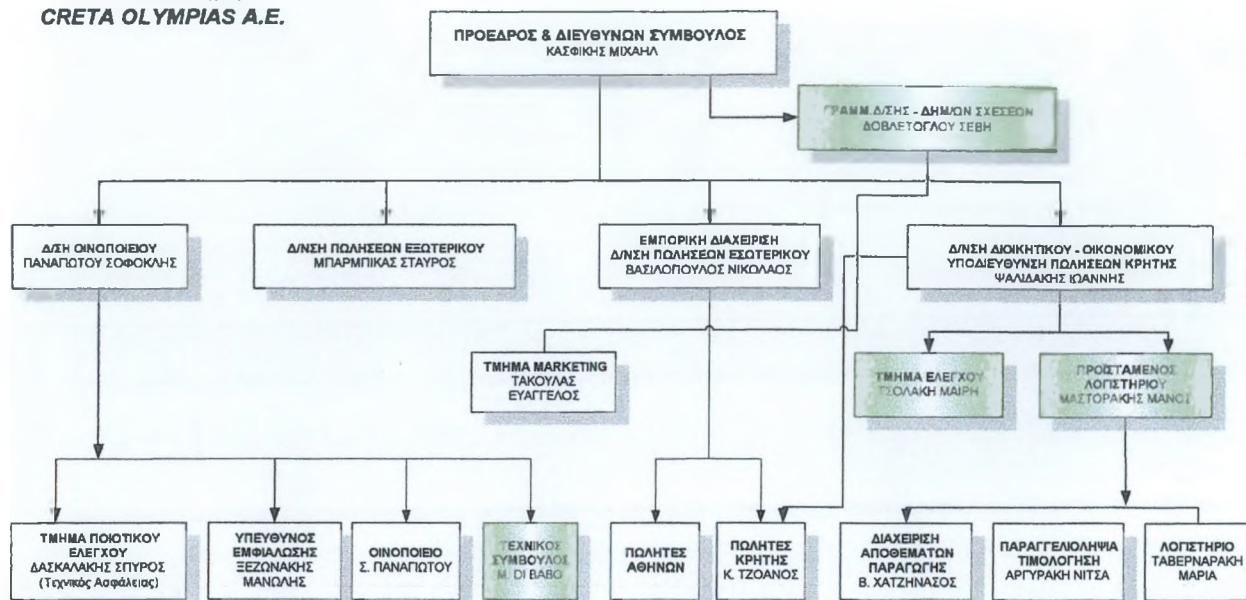 CRETA OLYMPIAS A.E.
ΠΡΟΕΔΡΟΣ & ΔΙΕΥΘΥΝΩΝ ΣΥΜΒΟΥΛΟΣ
ΚΑΣΦΙΚΗΣ ΜΙΧΑΗΛ
ΓΡΑΜΜ.Δ/ΣΗΣ - ΔΗΜ/ΩΝ ΣΧΕΣΕΩΝ
ΔΟΒΛΕΤΟΓΛΟΥ ΣΕΒΗ
Δ/ΣΗ ΟΙΝΟΠΟΙΕΙΟΥ
ΠΑΝΑΓΙΩΤΟΥ ΣΟΦΟΚΛΗΣ
Δ/ΝΣΗ ΠΩΛΗΣΕΩΝ ΕΞΩΤΕΡΙΚΟΥ
ΜΠΑΡΜΠΙΚΑΣ ΣΤΑΥΡΟΣ
ΕΜΠΟΡΙΚΗ ΔΙΑΧΕΙΡΙΣΗ
Δ/ΝΣΗ ΠΩΛΗΣΕΩΝ ΕΣΩΤΕΡΙΚΟΥ
ΒΑΣΙΛΟΠΟΥΛΟΣ ΝΙΚΟΛΑΟΣ
Δ/ΝΣΗ ΔΙΟΙΚΗΤΙΚΟΥ - ΟΙΚΟΝΟΜΙΚΟΥ
ΥΠΟΔΙΕΥΘΥΝΣΗ ΠΩΛΗΣΕΩΝ ΚΡΗΤΗΣ
ΨΑΛΙΔΑΚΗΣ ΙΩΑΝΝΗΣ
ΤΜΗΜΑ MARKETING
ΤΑΚΟΥΛΑΣ
ΕΥΑΓΓΕΛΟΣ
ΤΜΗΜΑ ΕΛΕΓΧΟΥ
ΤΣΟΛΑΚΗ ΜΑΙΡΗ
ΠΡΟΪΣΤΑΜΕΝΟΣ
ΛΟΓΙΣΤΗΡΙΟΥ
ΜΑΣΤΟΡΑΚΗΣ ΜΑΝΟΣ
ΤΜΗΜΑ ΠΟΙΟΤΙΚΟΥ
ΕΛΕΓΧΟΥ
ΔΑΣΚΑΛΑΚΗΣ ΣΠΥΡΟΣ
(Τεχνικός Ασφάλειας)
ΥΠΕΥΘΥΝΟΣ
ΕΜΦΙΑΛΩΣΗΣ
ΞΕΖΩΝΑΚΗΣ
ΜΑΝΩΛΗΣ
ΟΙΝΟΠΟΙΕΙΟ
Σ. ΠΑΝΑΓΙΩΤΟΥ
ΤΕΧΝΙΚΟΣ
ΣΥΜΒΟΥΛΟΣ
M. DI BABO
ΠΩΛΗΤΕΣ
ΑΘΗΝΩΝ
ΠΩΛΗΤΕΣ
ΚΡΗΤΗΣ
Κ. ΤΖΟΑΝΟΣ
ΔΙΑΧΕΙΡΙΣΗ
ΑΠΟΘΕΜΑΤΩΝ
ΠΑΡΑΓΩΓΗΣ
Β. ΧΑΤΖΗΝΑΣΟΣ
ΠΑΡΑΓΓΕΛΙΟΛΗΨΙΑ
ΤΙΜΟΛΟΓΗΣΗ
ΑΡΓΥΡΑΚΗ ΝΙΤΣΑ
ΛΟΓΙΣΤΗΡΙΟ
ΤΑΒΕΡΝΑΡΑΚΗ
ΜΑΡΙΑ